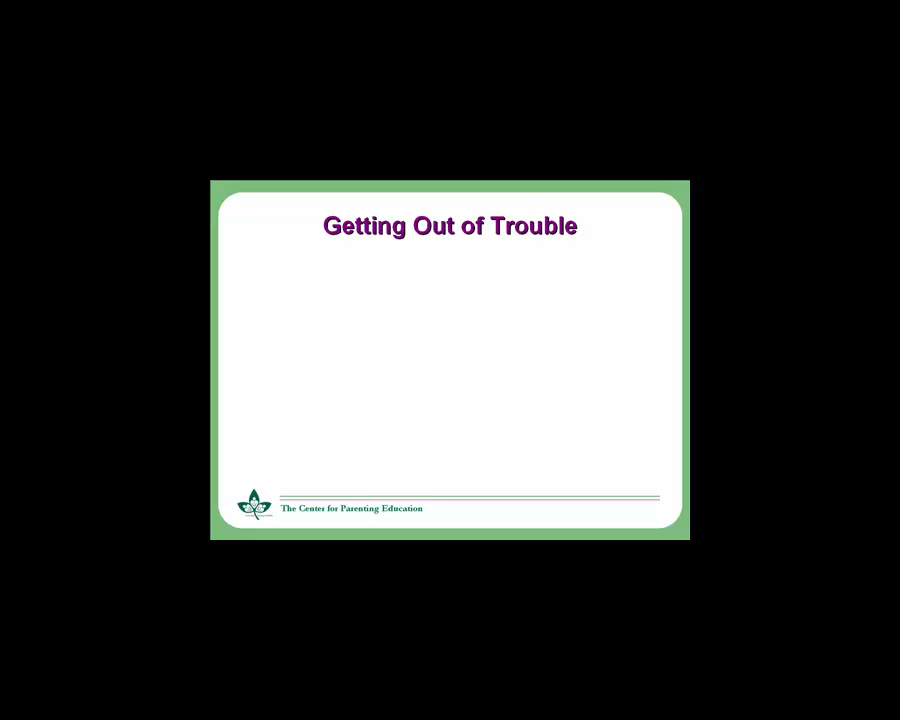 Getting Out of Trouble
The Center for Parenting Education